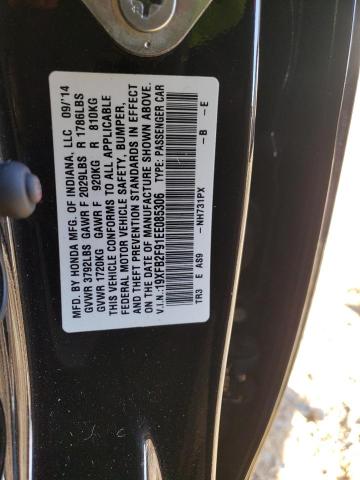 MFD. BY HONDA MFG. OF INDIANA, LLC 09/'14
GVWR 3792LBS GAWR F 2029LBS R 1786LBS
GVWR 1720KG GAWR F 920KG R 810KG
THIS VEHICLE CONFORMS TO ALL APPLICABLE
FEDERAL MOTOR VEHICLE SAFETY, BUMPER,
AND THEFT PREVENTION STANDARDS IN EFFECT
ON THE DATE OF MANUFACTURE SHOWN ABOVE.
V.I.N.:19XFB2F91EE085306 TYPE: PASSENGER CAR
-NH731PX -B -E
TR3 E AS9